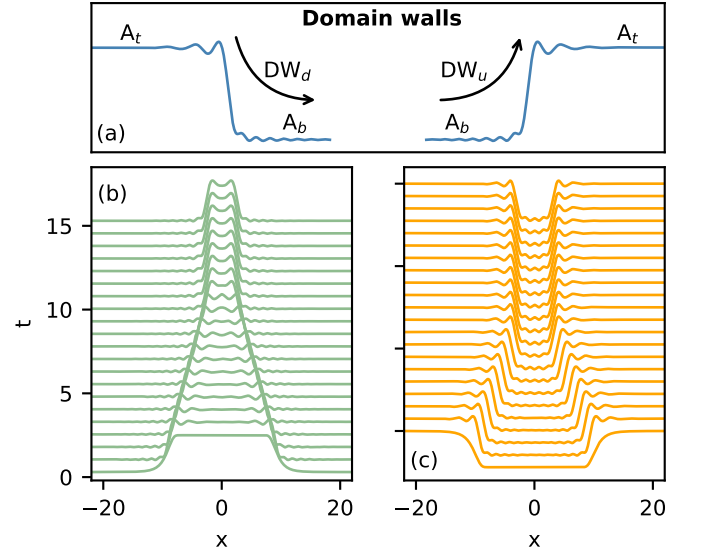 Domain walls
A_t
A_t
DW_d
DW_u
A_b
A_b
(a)
(b)
(c)
15
10
5
0
t
−20
0
20
−20
0
20
x
x